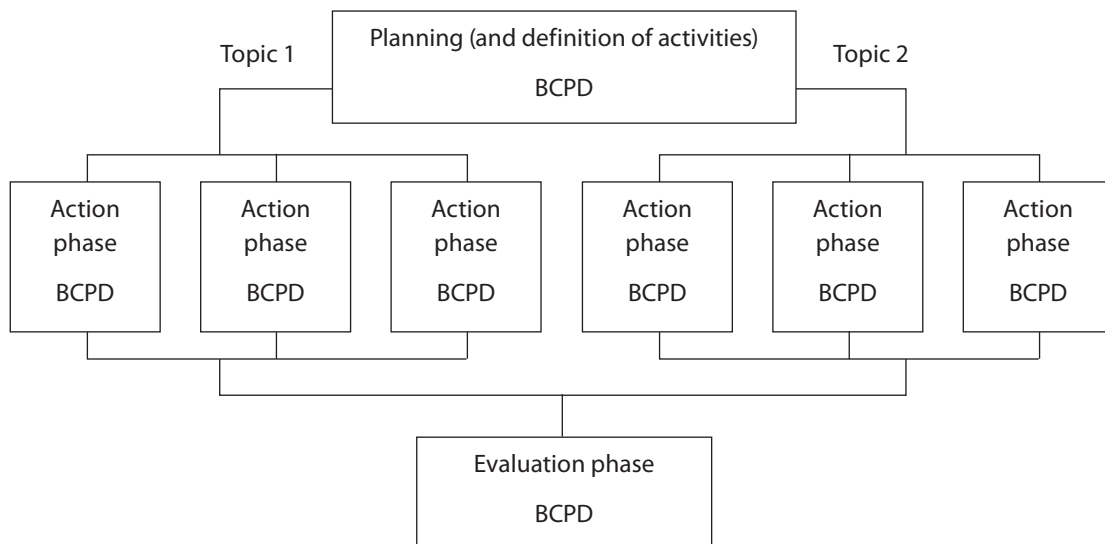 Planning (and definition of activities)
Topic 1
Topic 2
BCPD
Action
phase
BCPD
Action
phase
BCPD
Action
phase
BCPD
Action
phase
BCPD
Action
phase
BCPD
Action
phase
BCPD
Evaluation phase
BCPD